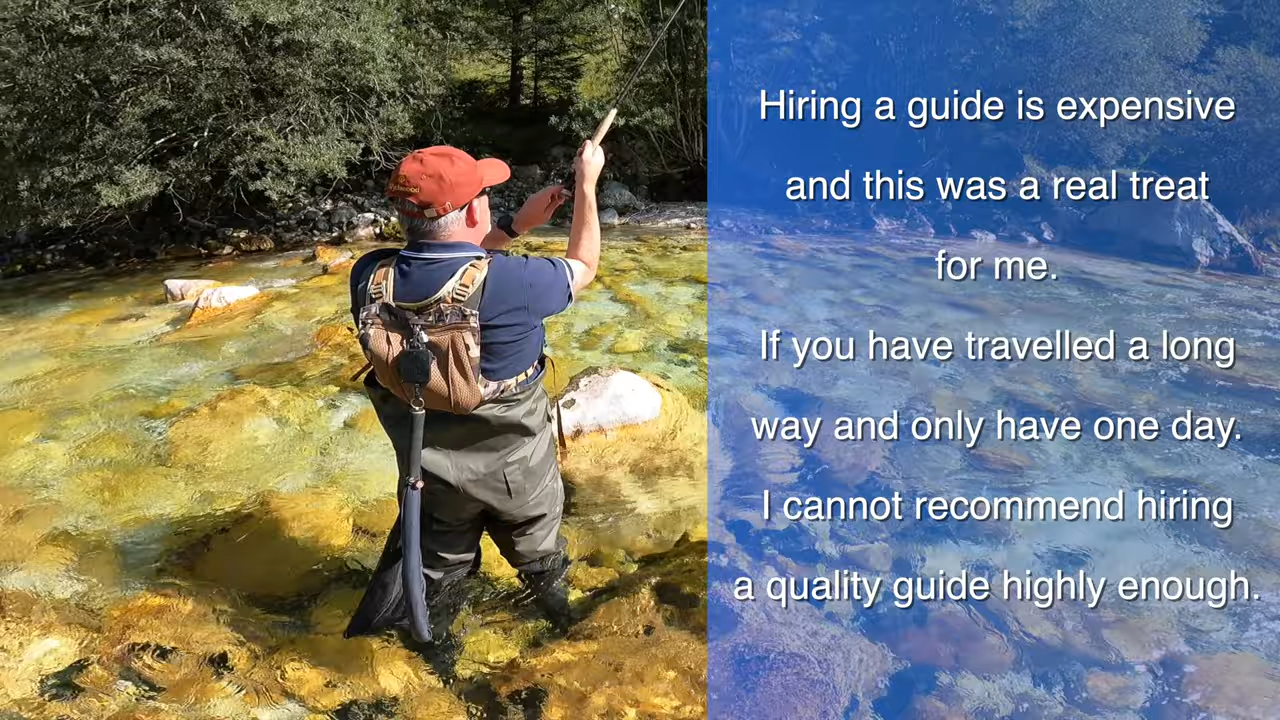 Hiring a guide is expensive
and this was a real treat
for me.
If you have travelled a long
way and only have one day.
I cannot recommend hiring
a quality guide highly enough.